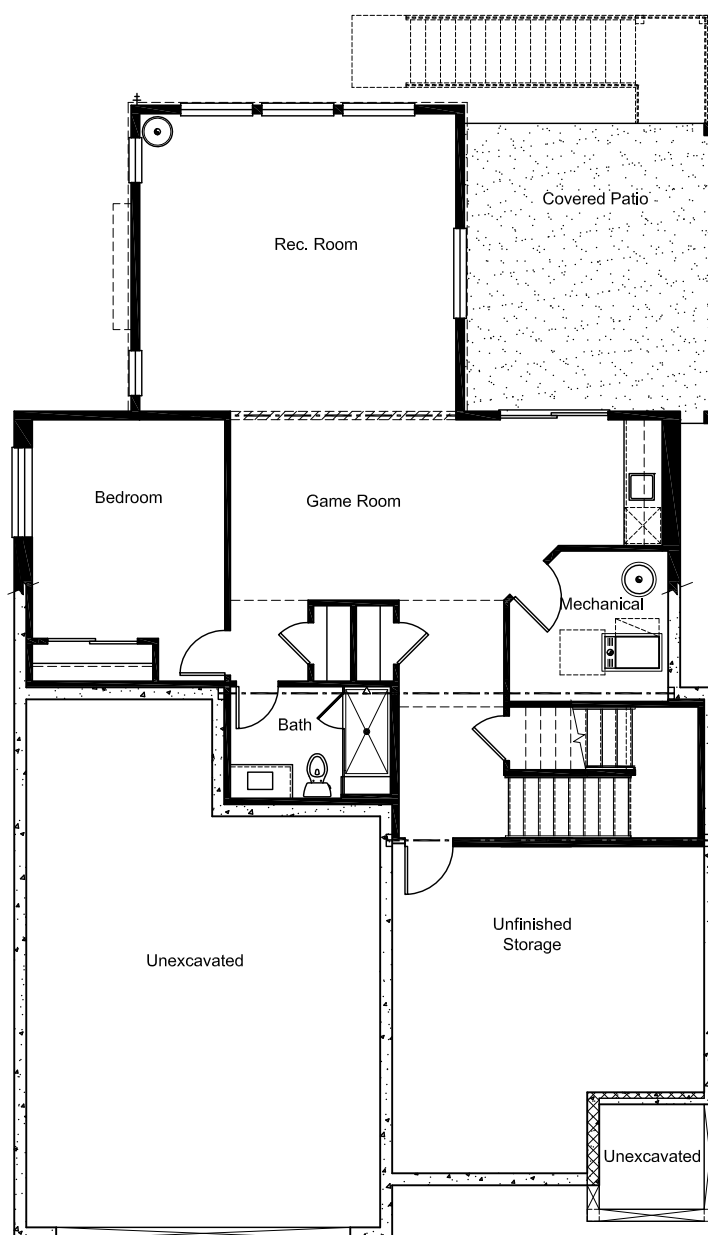 Covered Patio
Rec. Room
Bedroom
Game Room
Mechanical
Bath
Unfinished
Storage
Unexcavated
Unexcavated